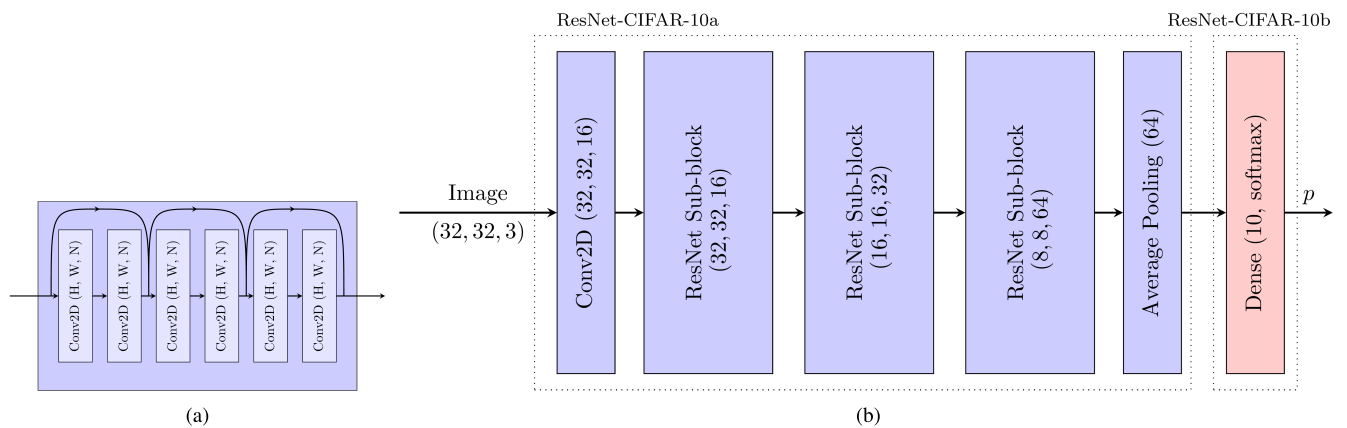 Conv2D (H, W, N)
Conv2D (H, W, N)
Conv2D (H, W, N)
Conv2D (H, W, N)
Conv2D (H, W, N)
Conv2D (H, W, N)
(a)
ResNet-CIFAR-10a
ResNet-CIFAR-10b
Image
(32, 32, 3)
Conv2D (32, 32, 16)
ResNet Sub-block
(32, 32, 16)
ResNet Sub-block
(16, 16, 32)
ResNet Sub-block
(8, 8, 64)
Average Pooling (64)
Dense (10, softmax)
p
(b)